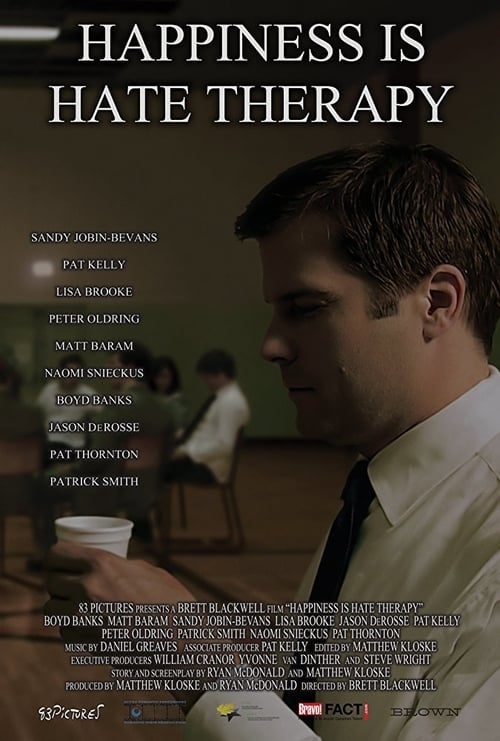 HAPPINESS IS
HATE THERAPY
SANDY JOBIN-BEVANS
PAT KELLY
LISA BROOKE
PETER OLDRING
MATT BARAM
NAOMI SNIECKUS
BOYD BANKS
JASON DEROSSE
PAT THORNTON
PATRICK SMITH
83 PICTURES PRESENTS A BRETT BLACKWELL FILM "HAPPINESS IS HATE THERAPY"
BOYD BANKS MATT BARAM SANDY JOBIN-BEVANS LISA BROOKE JASON DEROSSE PAT KELLY
PETER OLDRING PATRICK SMITH NAOMI SNIECKUS PAT THORNTON
MUSIC BY DANIEL GREAVES ASSOCIATE PRODUCER PAT KELLY EDITED BY MATTHEW KLOSKE
EXECUTIVE PRODUCERS WILLIAM CRANOR YVONNE VAN DINTHER AND STEVE WRIGHT
STORY AND SCREENPLAY BY RYAN McDONALD AND MATTHEW KLOSKE
PRODUCED BY MATTHEW KLOSKE AND RYAN McDONALD DIRECTED BY BRETT BLACKWELL
83PICTURES
Bravo!FACT
BROWN